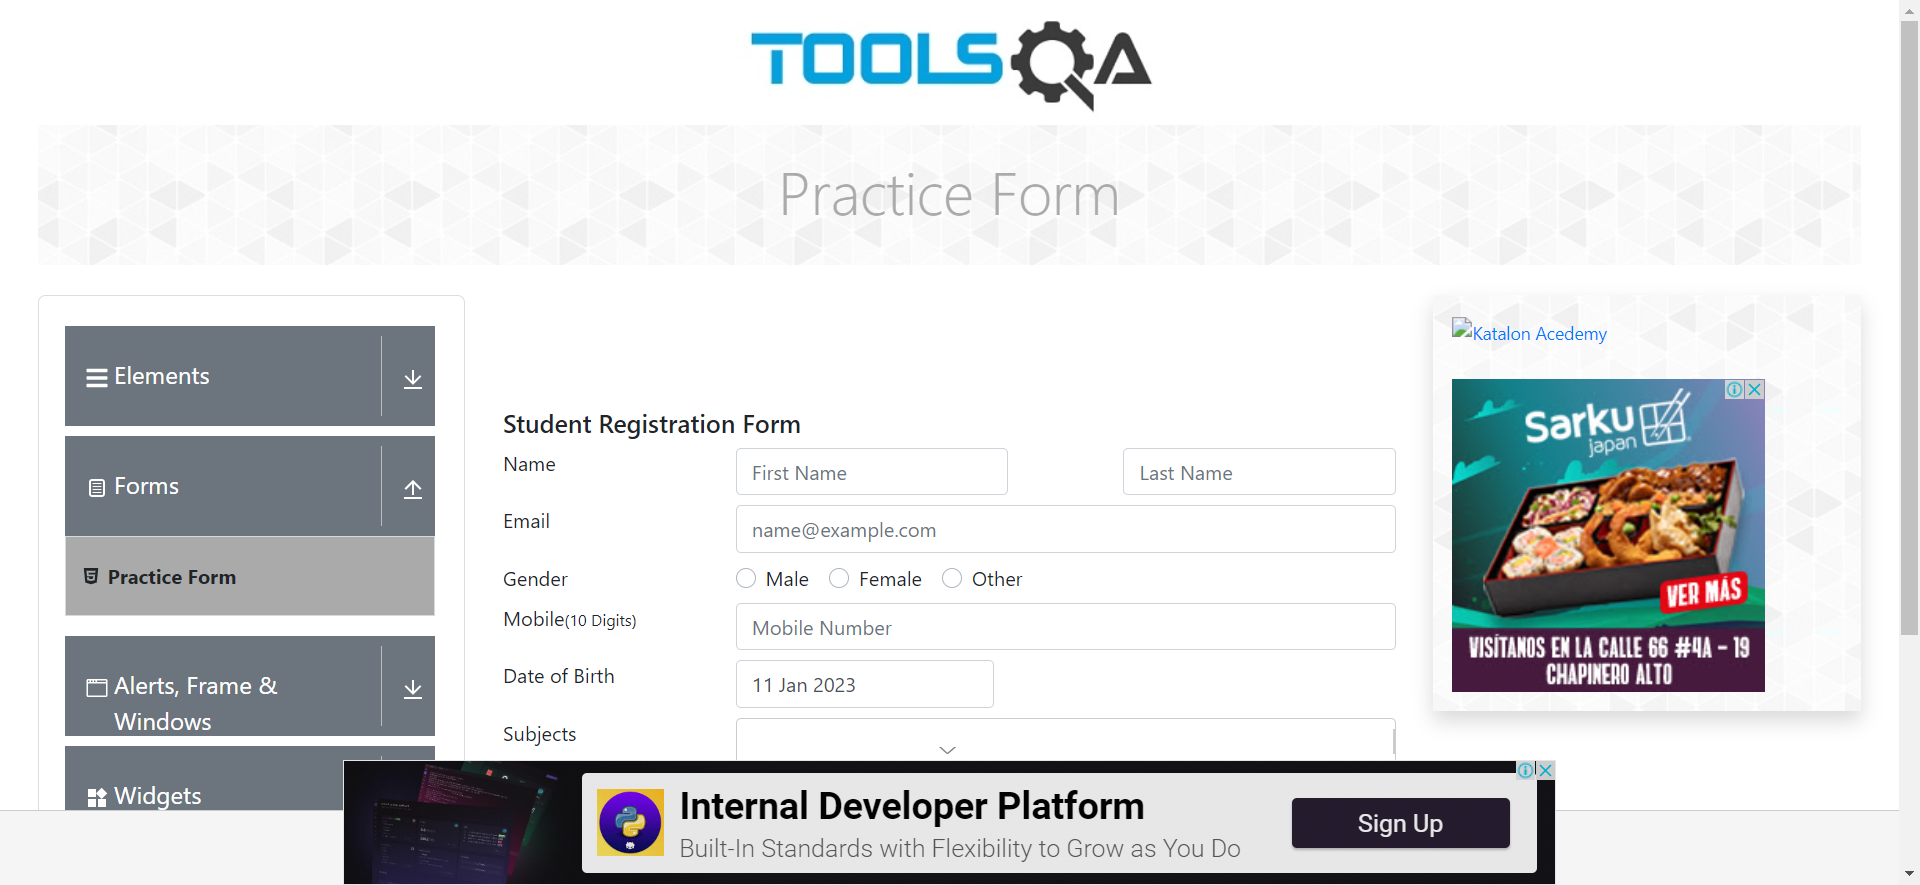 TOOLSQA
Practice Form
Elements
Forms
Practice Form
Alerts, Frame &
Windows
Widgets
Student Registration Form
Name
First Name
Last Name
Email
name@example.com
Gender
Male
Female
Other
Mobile(10 Digits)
Mobile Number
Date of Birth
11 Jan 2023
Subjects
Katalon Acedemy
Sarku
japan
VER MÁS
VISÍTANOS EN LA CALLE 66 #4A - 19
CHAPINERO ALTO
Internal Developer Platform
Built-In Standards with Flexibility to Grow as You Do
Sign Up